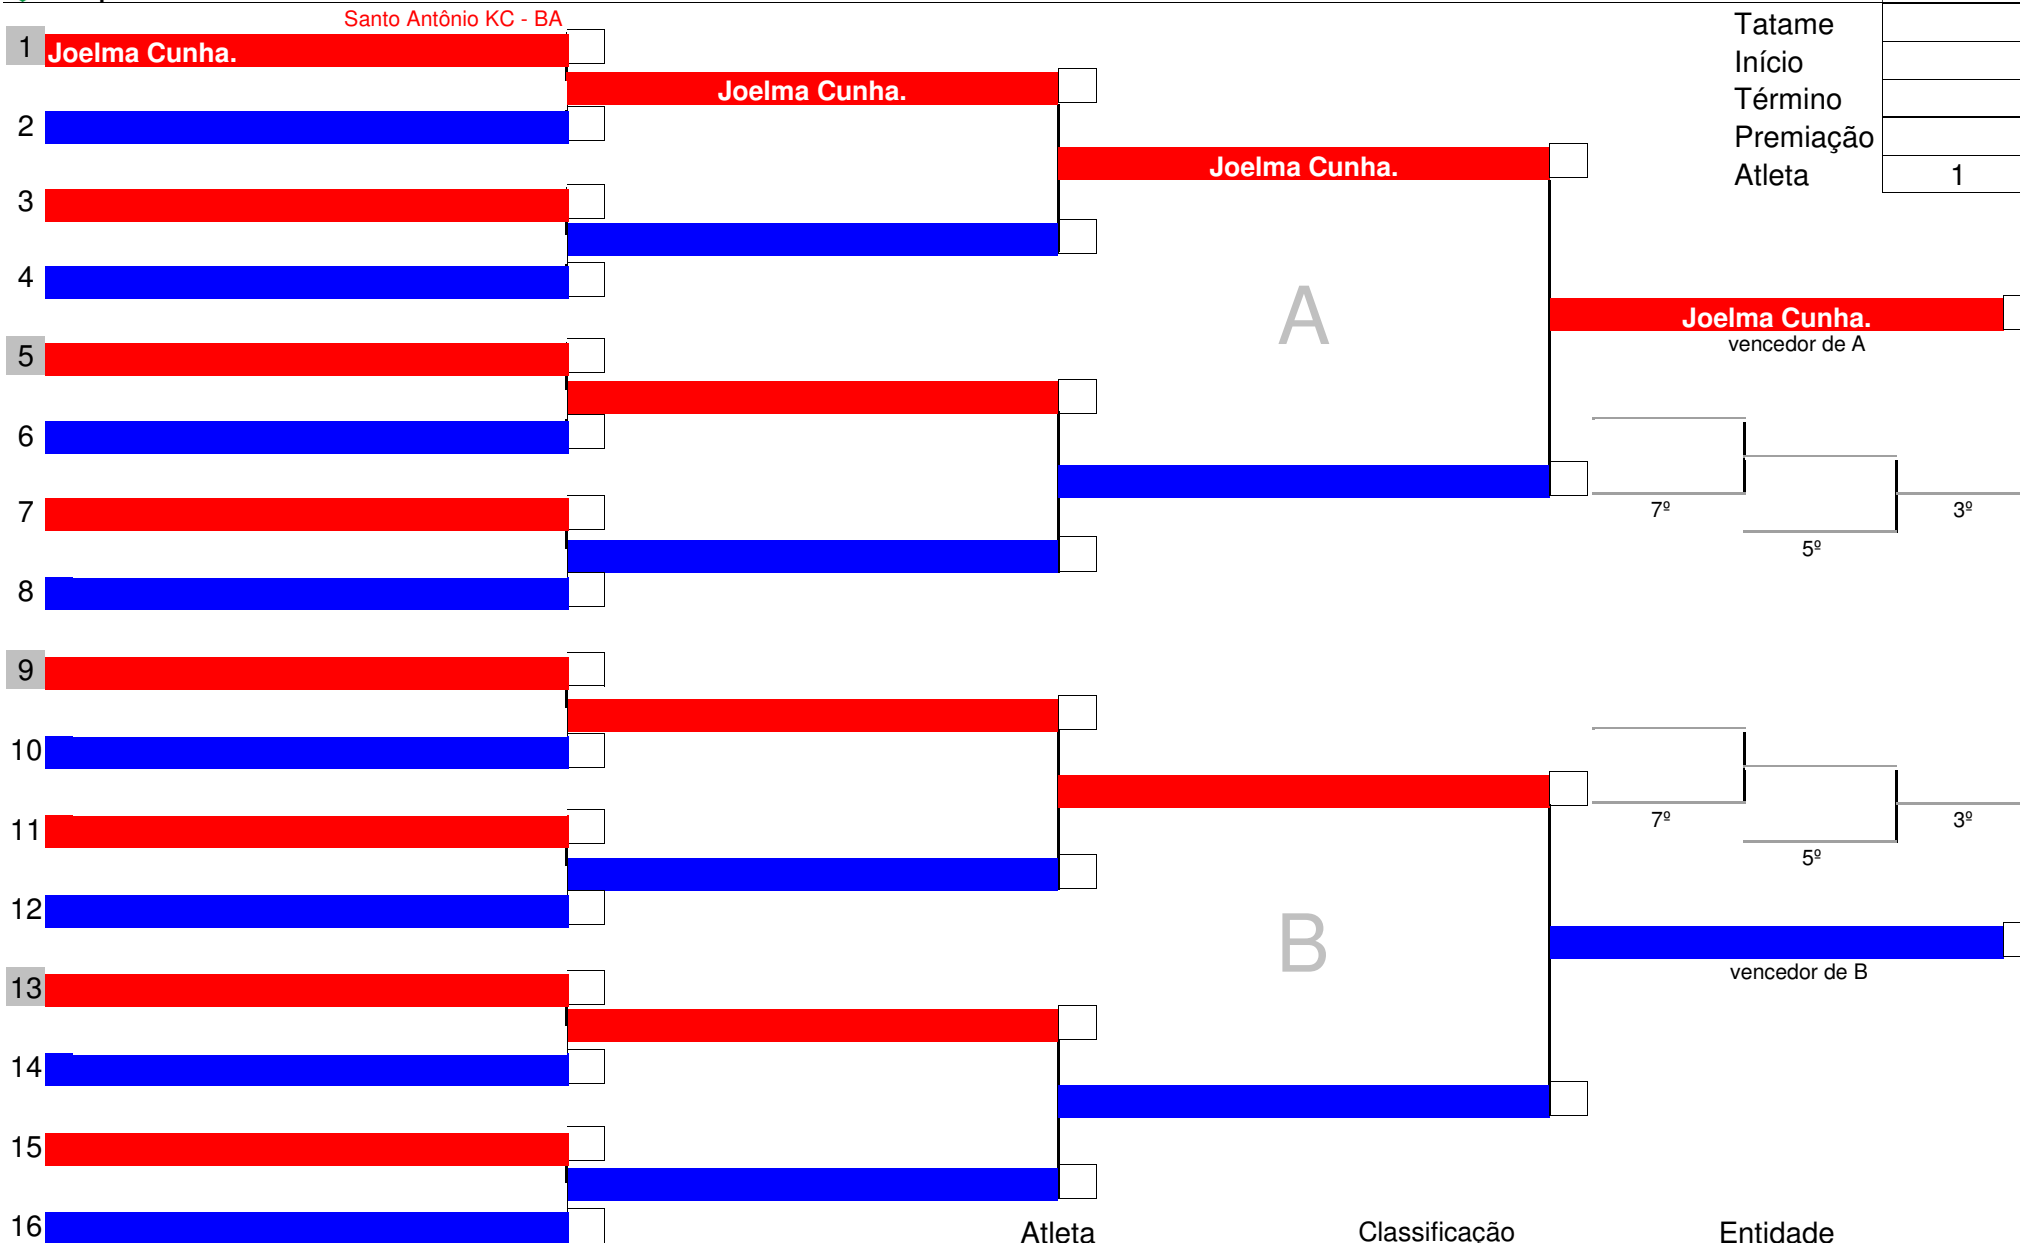 Santo Antônio KC - BA
Tatame
1 Joelma Cunha.
Início
Joelma Cunha.
Término
2
Premiação
Joelma Cunha.
Atleta 1
3
4
A
Joelma Cunha.
vencedor de A
5
6
7
7º
3º
5º
8
9
10
7º
3º
11
5º
12
B
vencedor de B
13
14
15
16
Atleta Classificação Entidade